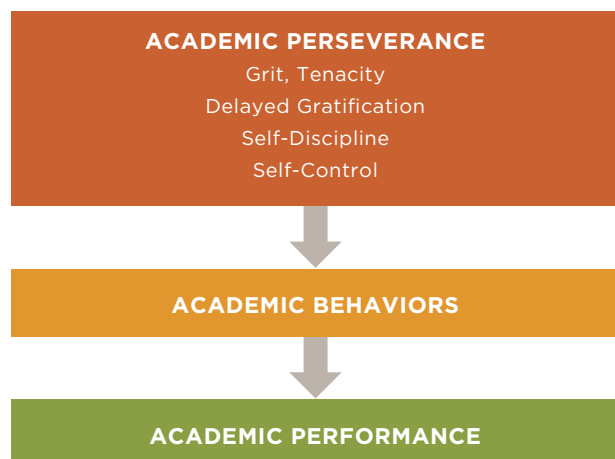 ACADEMIC PERSEVERANCE
Grit, Tenacity
Delayed Gratification
Self-Discipline
Self-Control
ACADEMIC BEHAVIORS
ACADEMIC PERFORMANCE